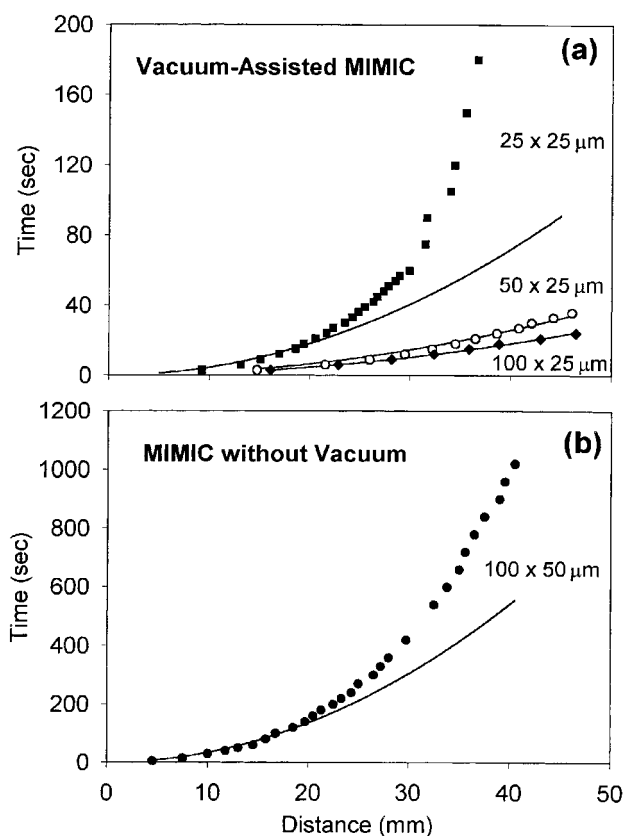 200
(a)
Vacuum-Assisted MIMIC
160
25 x 25 µm
120
Time (sec)
80
50 x 25 µm
40
100 x 25 µm
0
1200
(b)
MIMIC without Vacuum
1000
800
100 x 50 µm
Time (sec)
600
400
200
0
0 10 20 30 40 50
Distance (mm)